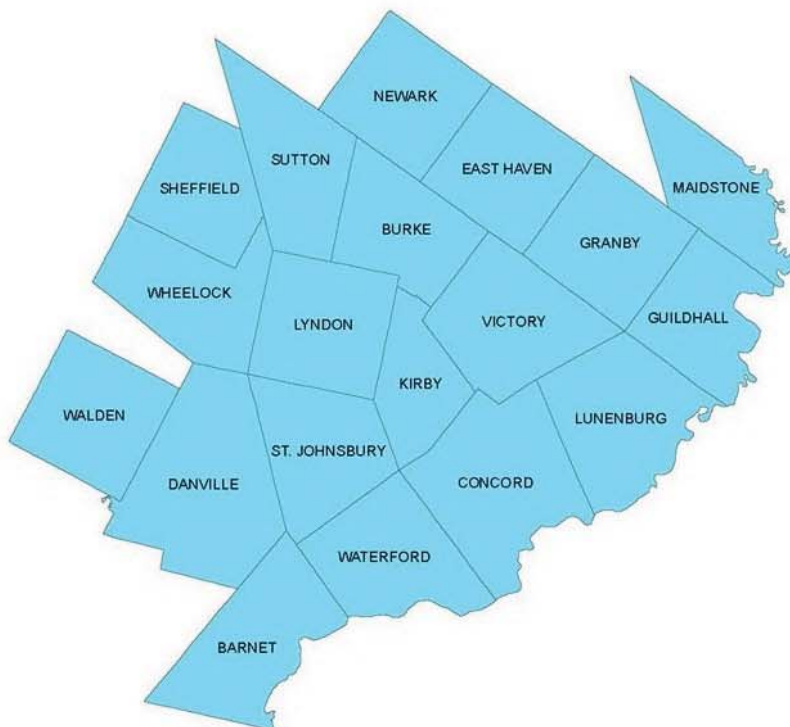 NEWARK
SUTTON
EAST HAVEN
SHEFFIELD
MAIDSTONE
BURKE
GRANBY
WHEELOCK
LYNDON
VICTORY
GUILDHALL
KIRBY
WALDEN
LUNENBURG
ST. JOHNSBURY
DANVILLE
CONCORD
WATERFORD
BARNET